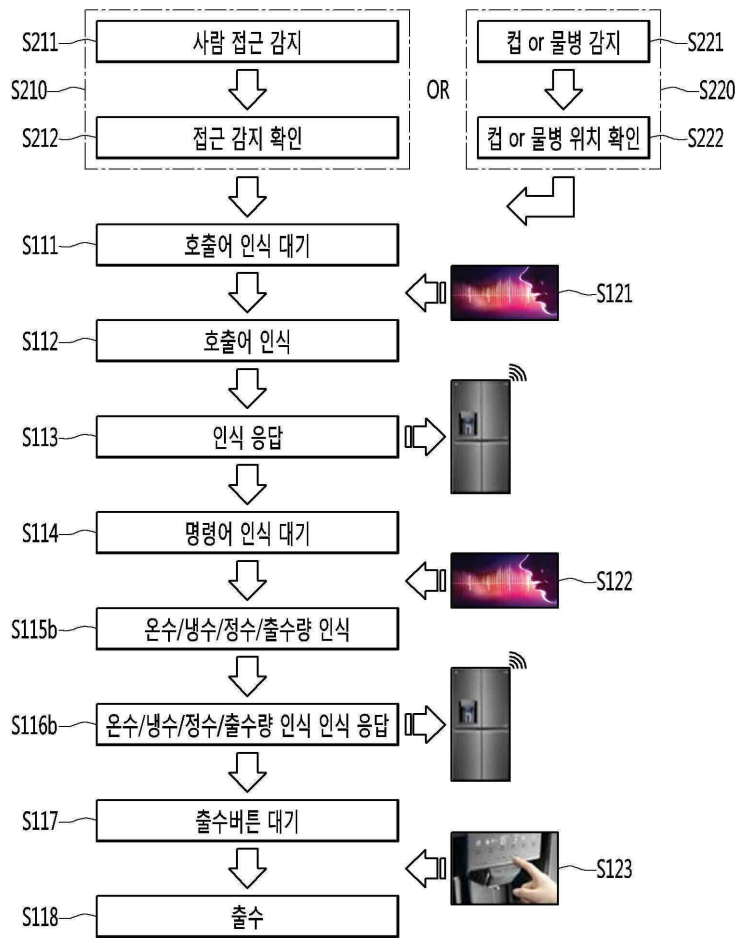 S211 사람 접근 감지
S210
S212 접근 감지 확인
OR
컵 or 물병 감지 S221
S220
컵 or 물병 위치 확인 S222
S111 호출어 인식 대기
S121
S112 호출어 인식
S113 인식 응답
S114 명령어 인식 대기
S122
S115b 온수/냉수/정수/출수량 인식
S116b 온수/냉수/정수/출수량 인식 인식 응답
S117 출수버튼 대기
S123
S118 출수